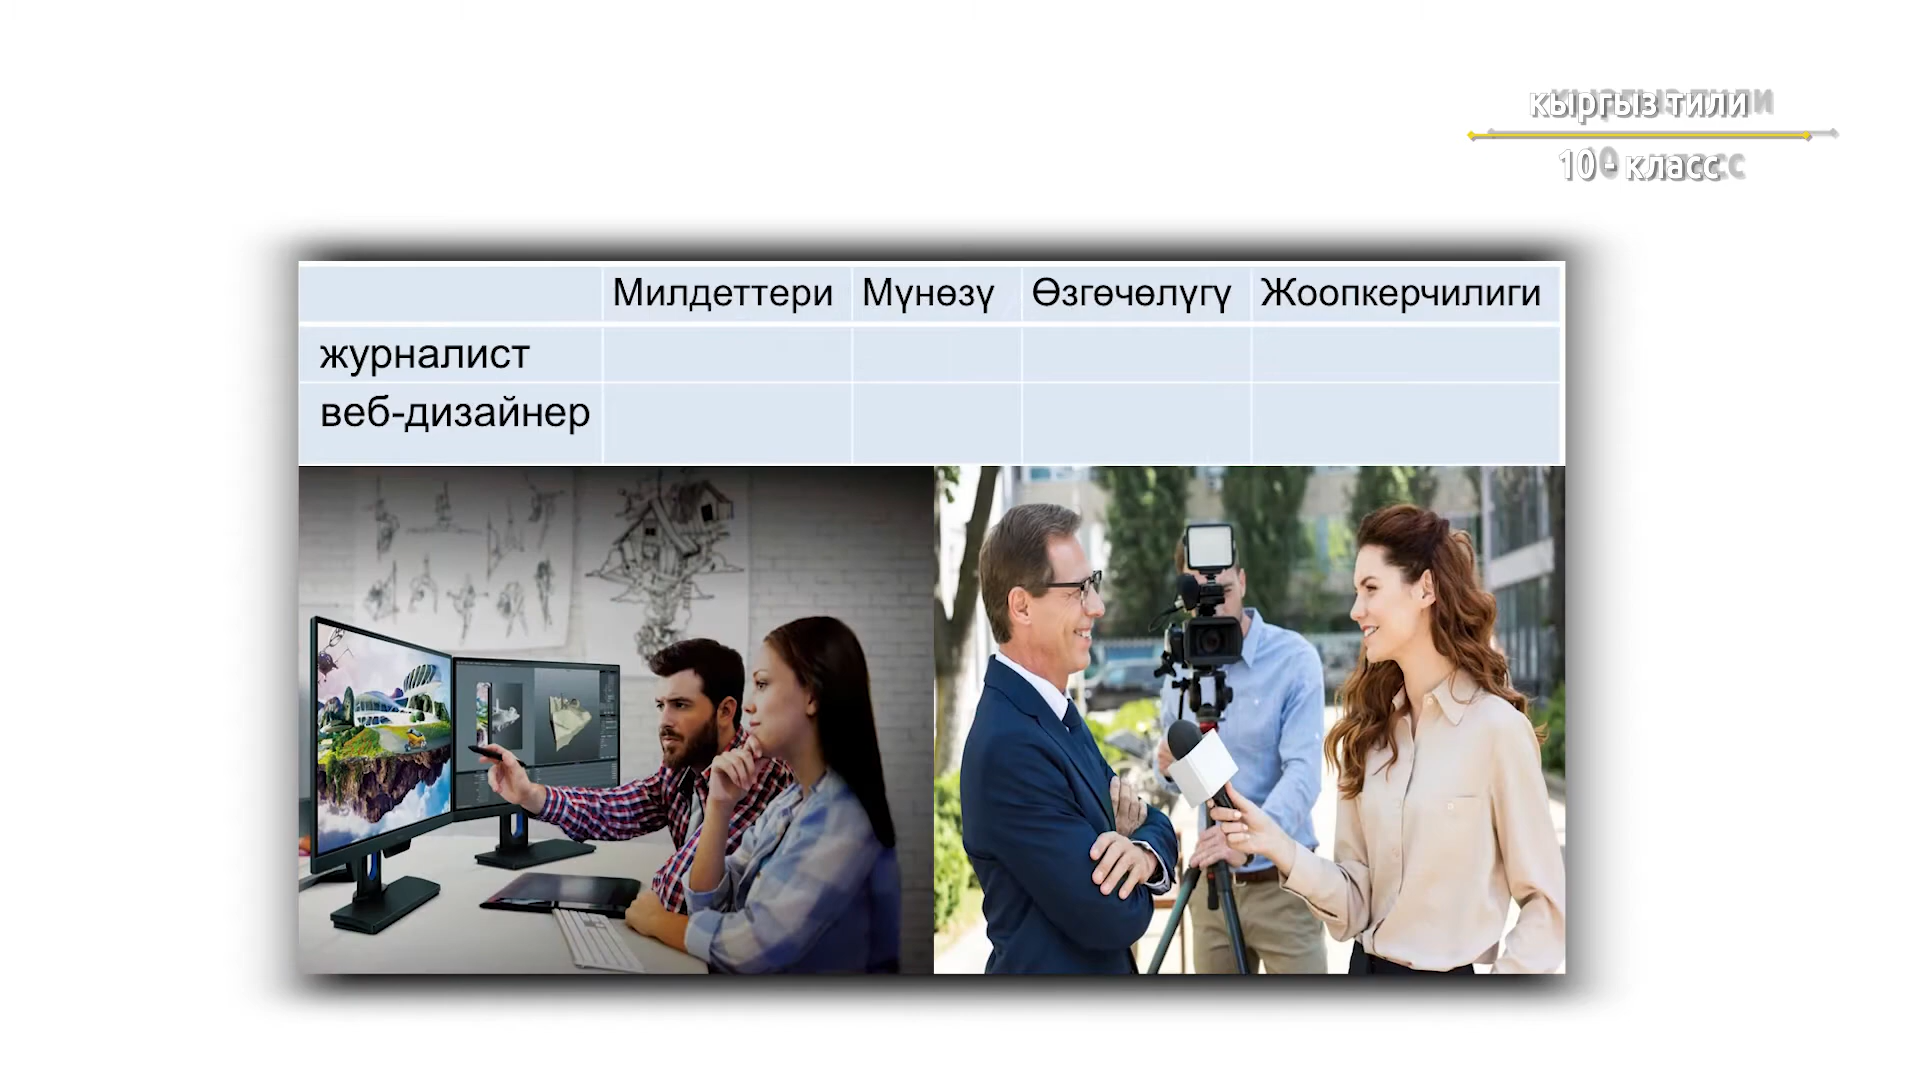 кыргыз тили
10 - класс
Милдеттери Мүнөзү Өзгөчөлүгү Жоопкерчилиги
журналист
веб-дизайнер